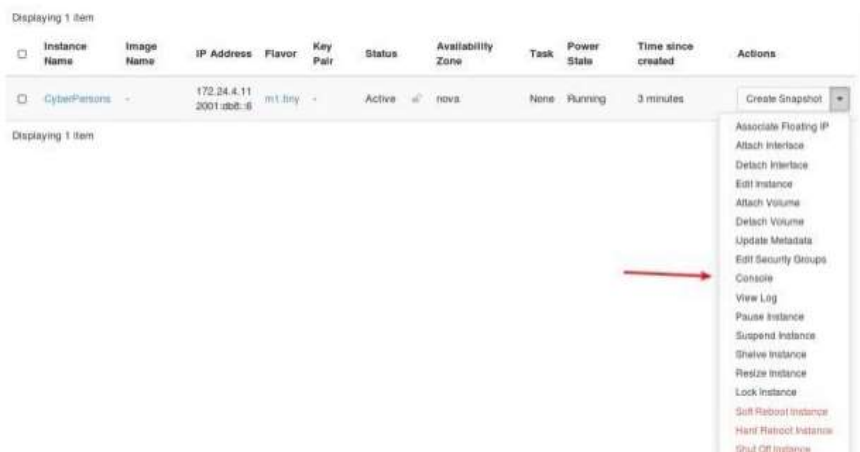 Displaying 1 item
Instance Name Image Name IP Address Flavor Key Pair Status Availability Zone Task Power State Time since created Actions
CyberPersons - 172.24.4.11 2001:db8::6 m1.tiny - Active nova None Running 3 minutes Create Snapshot
Displaying 1 item
Associate Floating IP
Attach Interface
Detach Interface
Edit Instance
Attach Volume
Detach Volume
Update Metadata
Edit Security Groups
Console
View Log
Pause Instance
Suspend Instance
Shelve Instance
Resize Instance
Lock Instance
Soft Reboot Instance
Hard Reboot Instance
Shut Off Instance